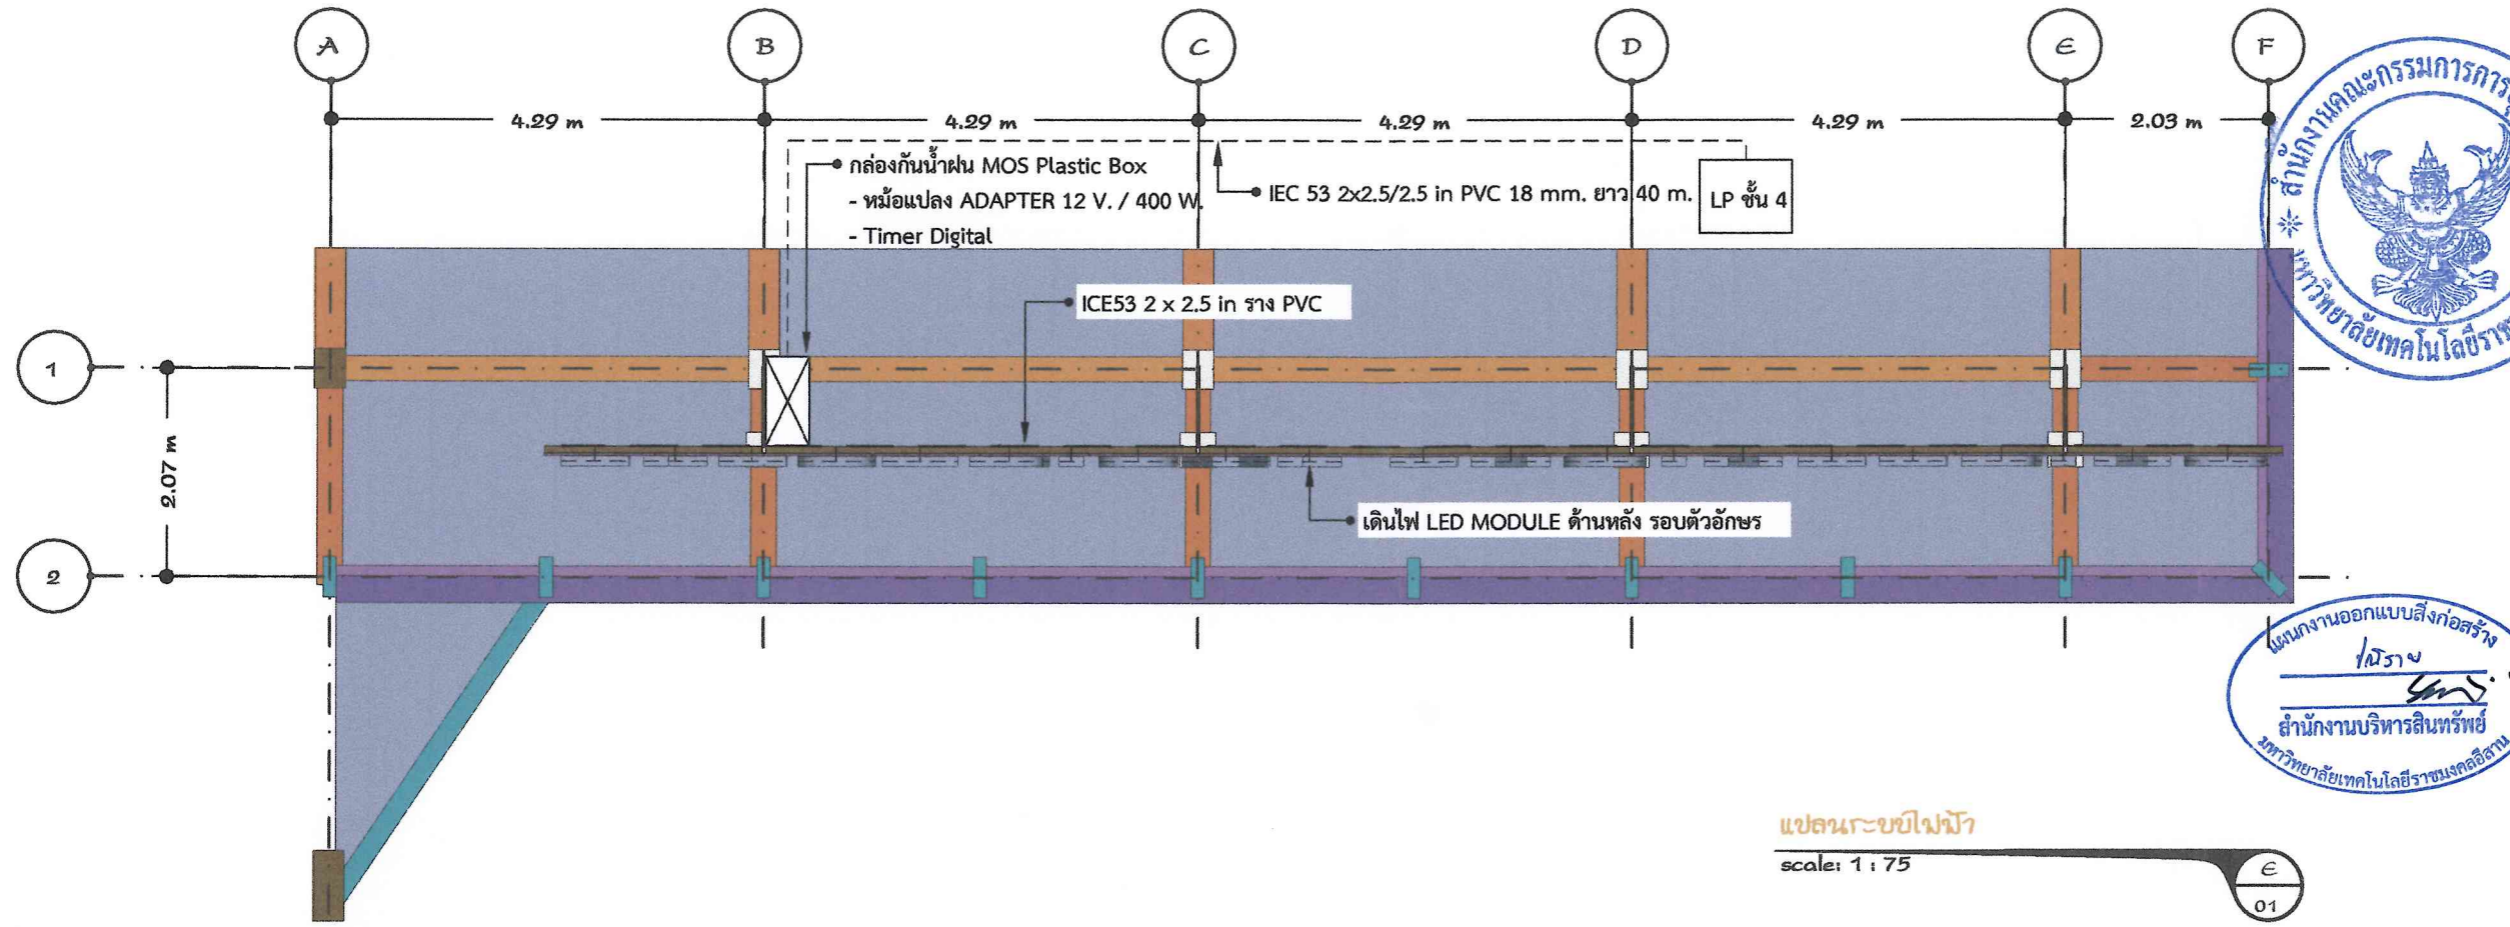 A
B
C
D
E
F
4.29 m
4.29 m
4.29 m
4.29 m
2.03 m
กล่องกันน้ำฝน MOS Plastic Box
- หม้อแปลง ADAPTER 12 V. / 400 W.
- Timer Digital
IEC 53 2x2.5/2.5 in PVC 18 mm. ยาว 40 m.
LP ชั้น 4
ICE53 2 x 2.5 in ราง PVC
1
2.07 m
เดินไฟ LED MODULE ด้านหลัง รอบตัวอักษร
2
สำนักงานคณะกรรมการการ
มหาวิทยาลัยเทคโนโลยีราช
แผนกงานออกแบบสิ่งก่อสร้าง
สำนักงานบริหารสินทรัพย์
มหาวิทยาลัยเทคโนโลยีราชมงคลอีสาน
แปลนระบบไฟฟ้า
scale: 1 : 75
E
01